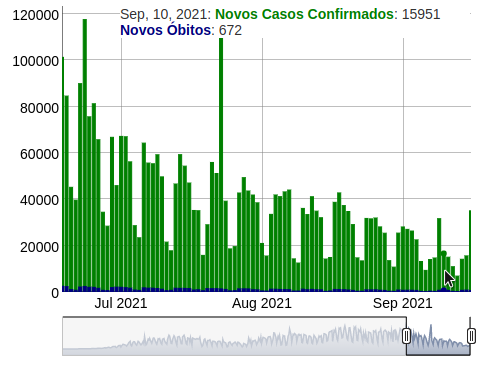 Sep, 10, 2021: Novos Casos Confirmados: 15951
Novos Óbitos: 672
120000
100000
80000
60000
40000
20000
0
Jul 2021
Aug 2021
Sep 2021